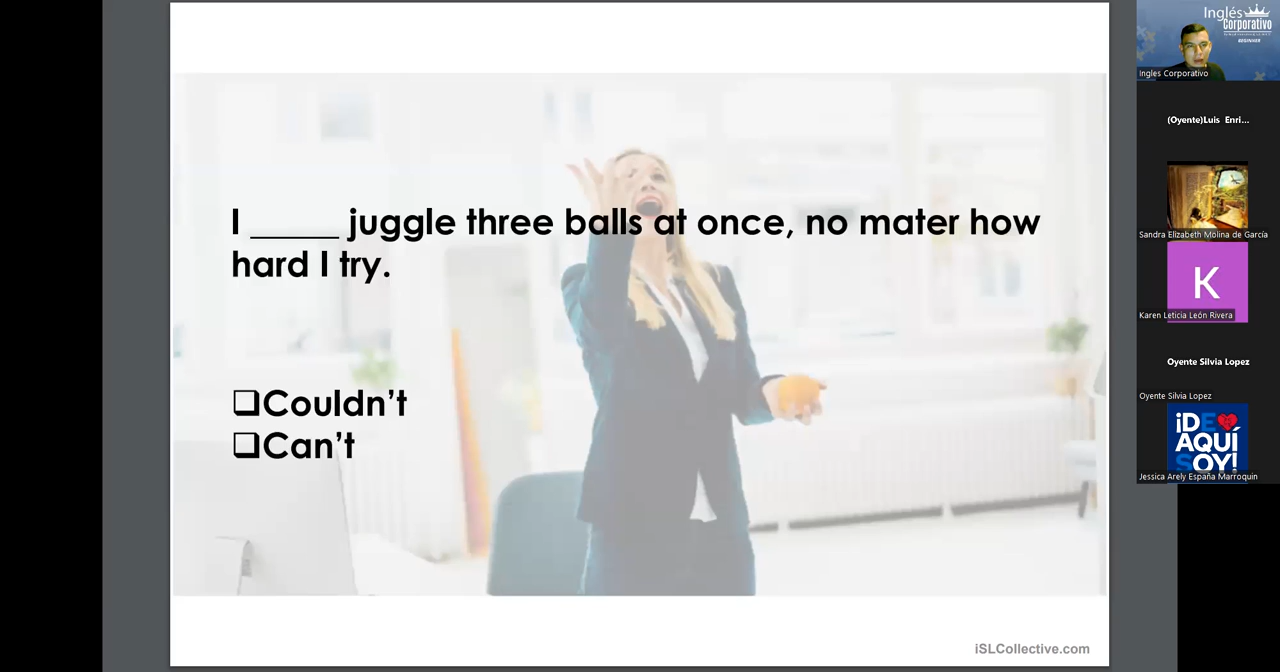 I _____ juggle three balls at once, no mater how
hard I try.
❑Couldn't
❑Can't
iSLCollective.com
Inglés
Corporativo
BEGINNER
Ingles Corporativo
(Oyente)Luis Enri...
Sandra Elizabeth Molina de García
K
Karen Leticia León Rivera
Oyente Silvia Lopez
Oyente Silvia Lopez
¡DE
AQUÍ
SOY!
Jessica Arely España Marroquin